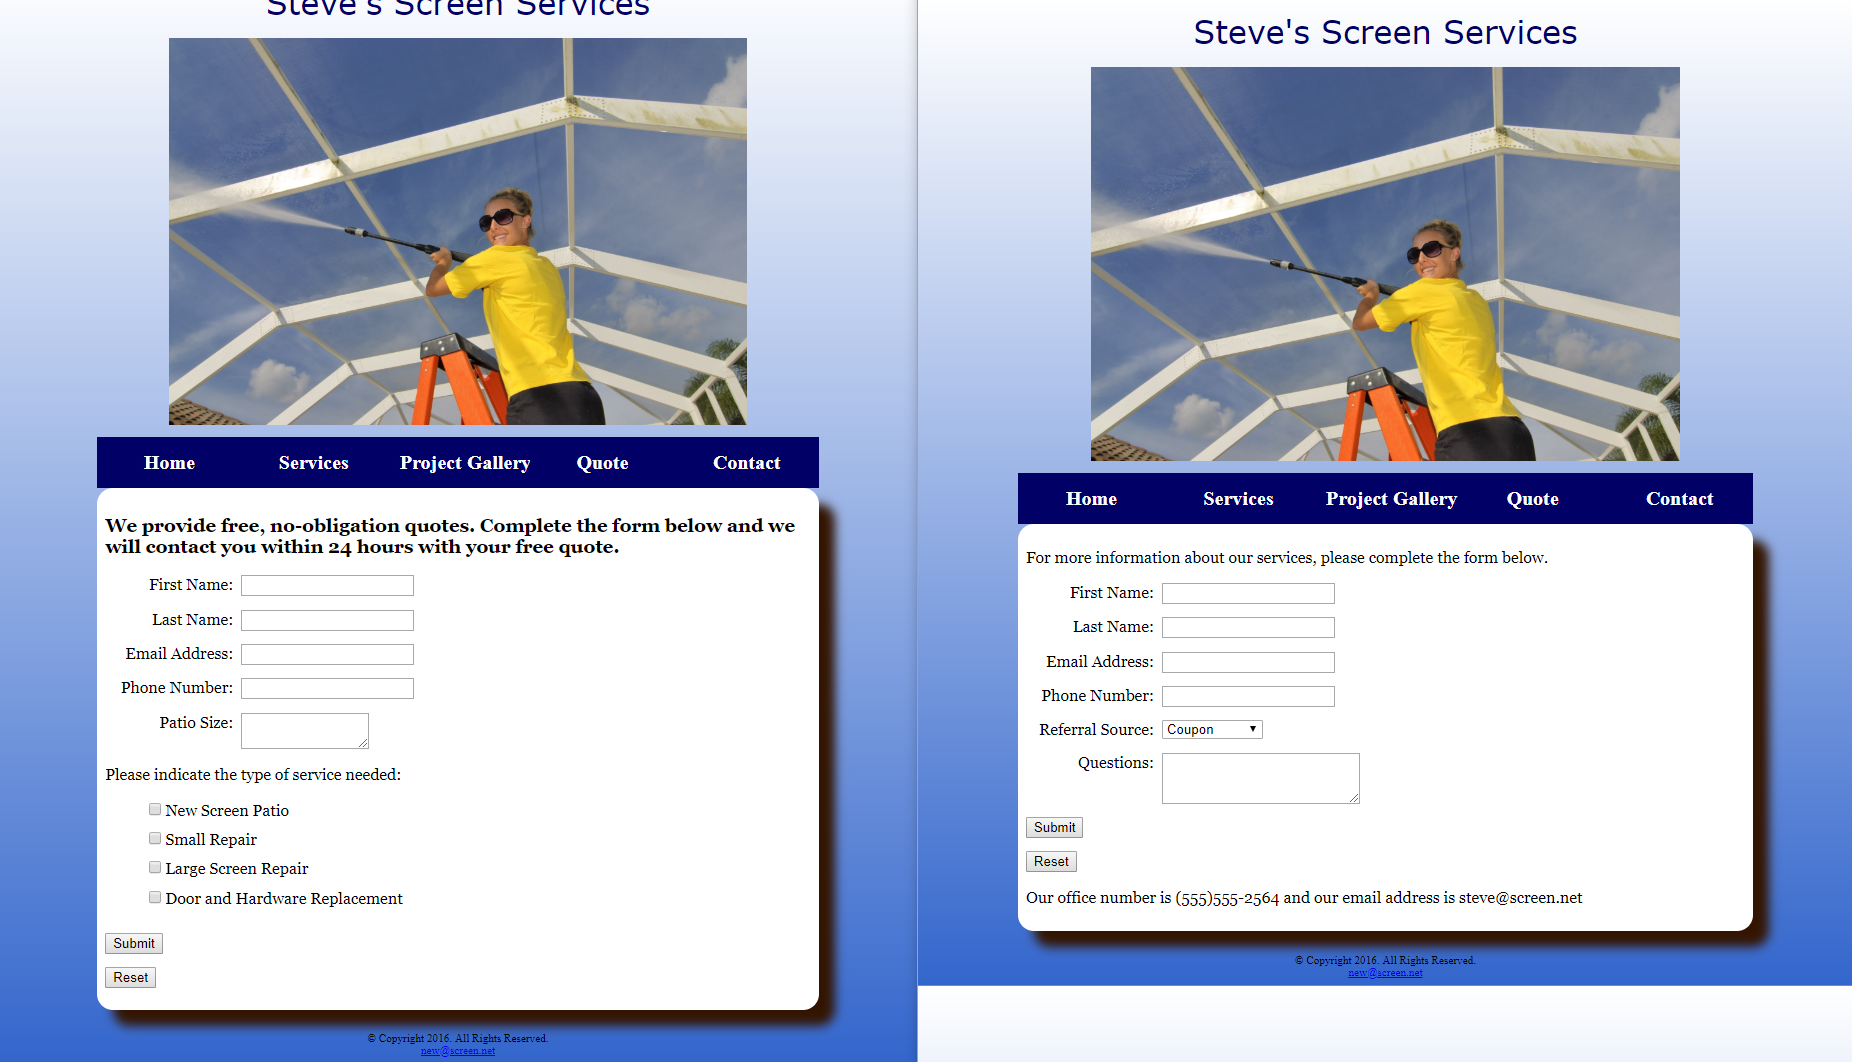 Steve's Screen Services
Home Services Project Gallery Quote Contact
We provide free, no-obligation quotes. Complete the form below and we
will contact you within 24 hours with your free quote.
First Name:
Last Name:
Email Address:
Phone Number:
Patio Size:
Please indicate the type of service needed:
New Screen Patio
Small Repair
Large Screen Repair
Door and Hardware Replacement
Submit
Reset
© Copyright 2016. All Rights Reserved.
new@screen.net
Steve's Screen Services
Home Services Project Gallery Quote Contact
For more information about our services, please complete the form below.
First Name:
Last Name:
Email Address:
Phone Number:
Referral Source: Coupon
Questions:
Submit
Reset
Our office number is (555)555-2564 and our email address is steve@screen.net
© Copyright 2016. All Rights Reserved.
new@screen.net